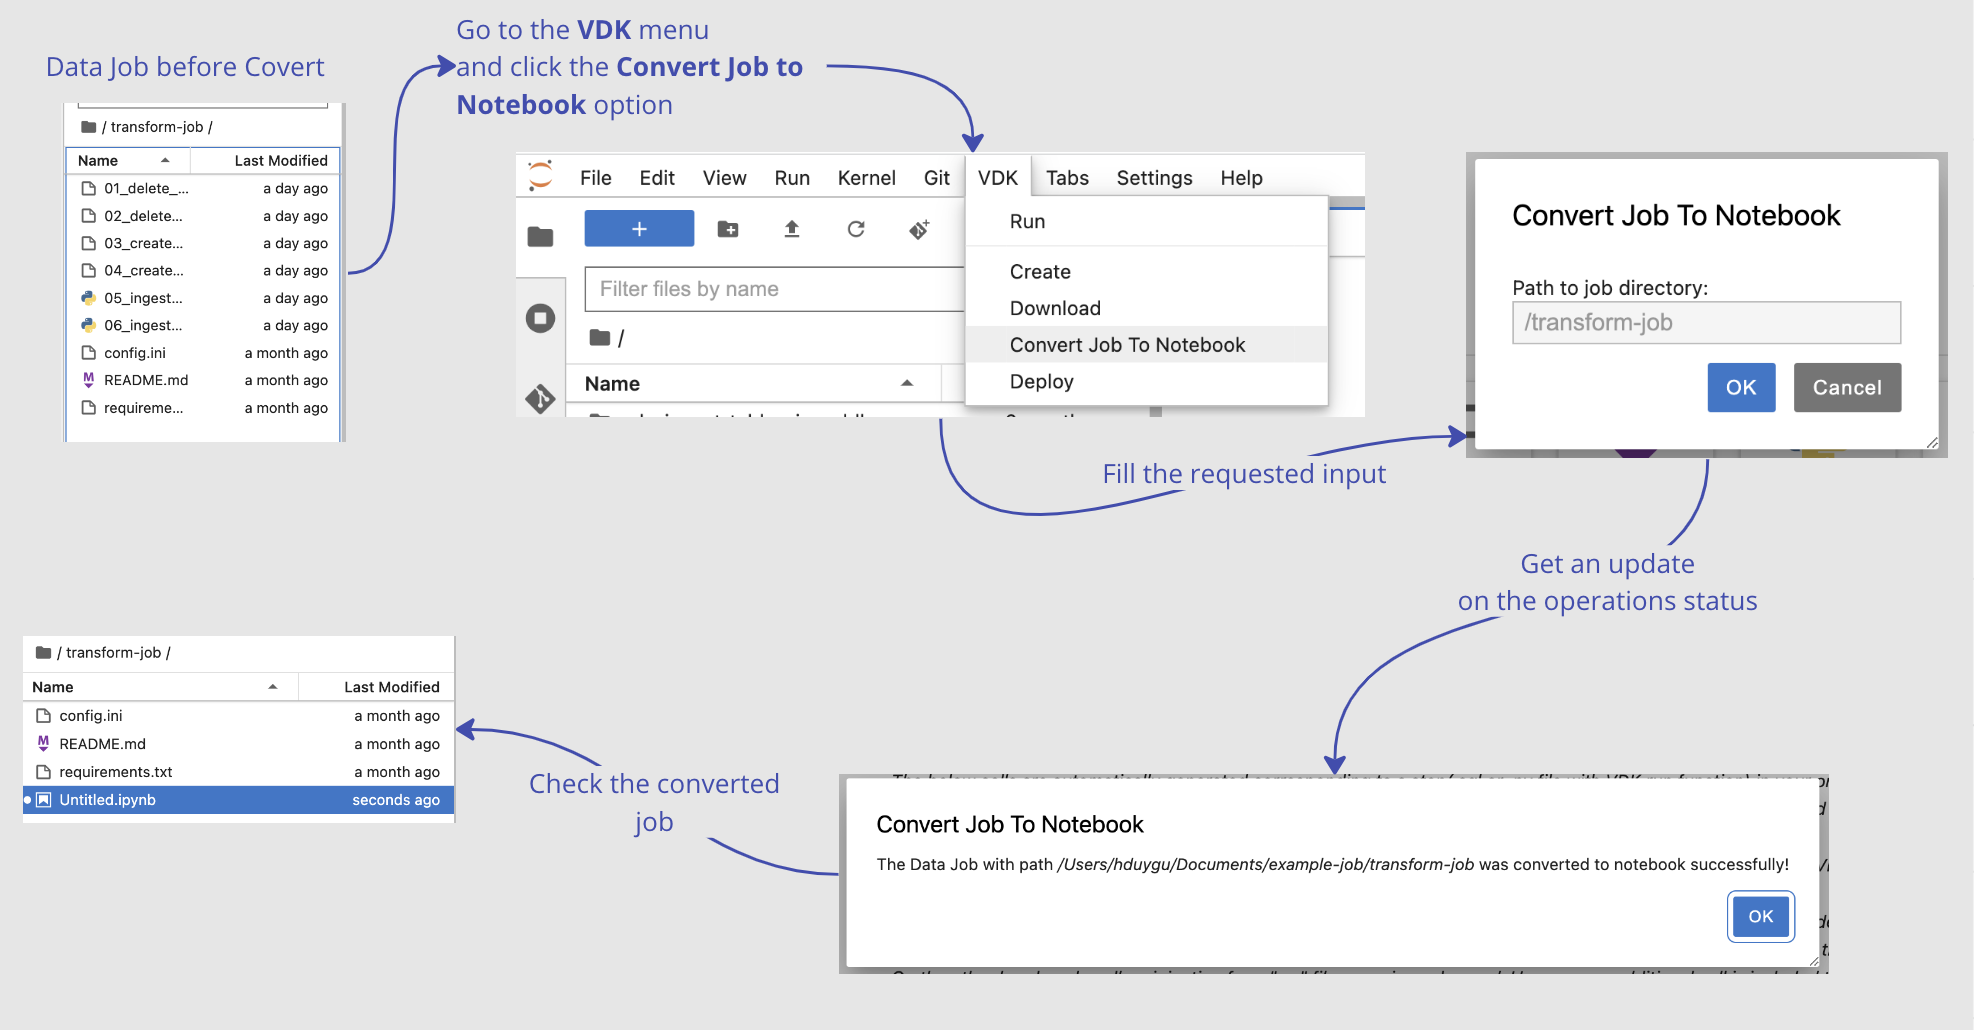 Data Job before Covert
Go to the VDK menu
and click the Convert Job to
Notebook option
/ transform-job /
Name Last Modified
01_delete_... a day ago
02_delete... a day ago
03_create... a day ago
04_create... a day ago
05_ingest... a day ago
06_ingest... a day ago
config.ini a month ago
README.md a month ago
requireme... a month ago
File Edit View Run Kernel Git VDK Tabs Settings Help
Filter files by name
/
Name
Run
Create
Download
Convert Job To Notebook
Deploy
Convert Job To Notebook
Path to job directory:
/transform-job
OK Cancel
Fill the requested input
Get an update
on the operations status
Convert Job To Notebook
The Data Job with path /Users/hduygu/Documents/example-job/transform-job was converted to notebook successfully!
OK
Check the converted
job
/ transform-job /
Name Last Modified
config.ini a month ago
README.md a month ago
requirements.txt a month ago
Untitled.ipynb seconds ago